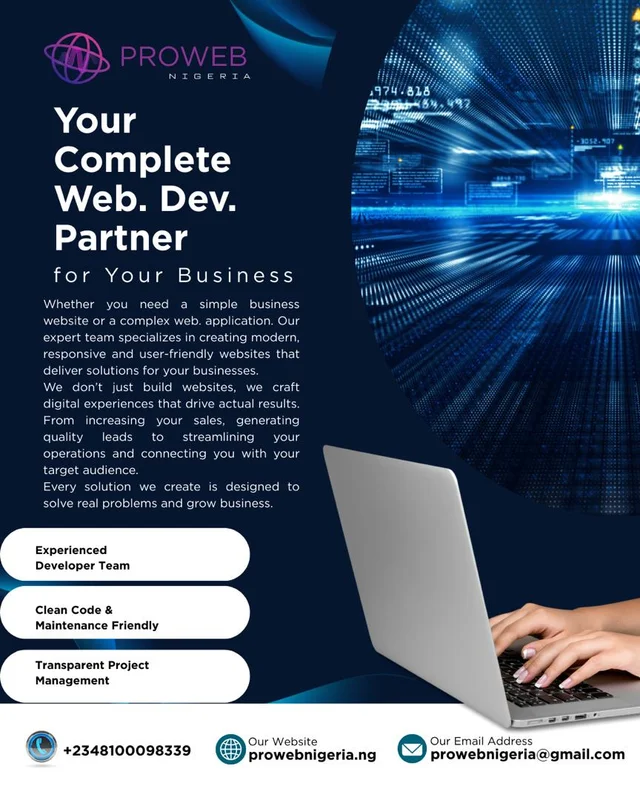 PROWEB
NIGERIA
Your
Complete
Web. Dev.
Partner
for Your Business
Whether you need a simple business
website or a complex web. application. Our
expert team specializes in creating modern,
responsive and user-friendly websites that
deliver solutions for your businesses.
We don't just build websites, we craft
digital experiences that drive actual results.
From increasing your sales, generating
quality leads to streamlining your
operations and connecting you with your
target audience.
Every solution we create is designed to
solve real problems and grow business.
Experienced
Developer Team
Clean Code &
Maintenance Friendly
Transparent Project
Management
+2348100098339
Our Website
prowebnigeria.ng
Our Email Address
prowebnigeria@gmail.com